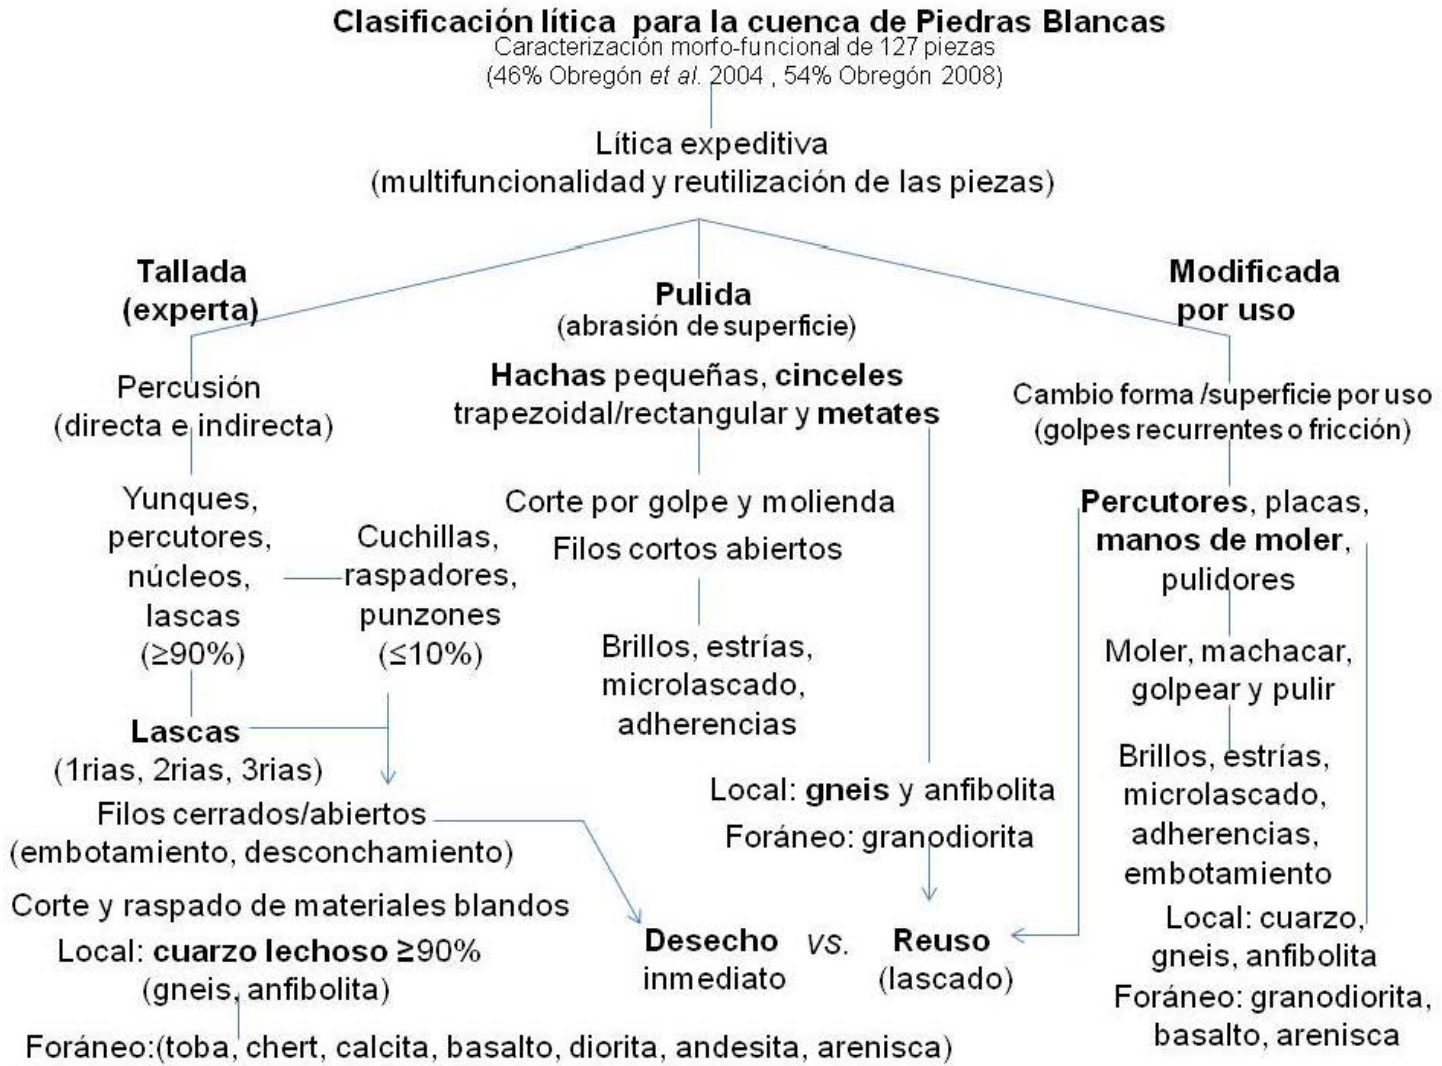 Clasificación lítica para la cuenca de Piedras Blancas
Caracterización morfo-funcional de 127 piezas
(46% Obregón et al. 2004 , 54% Obregón 2008)
Lítica expeditiva
(multifuncionalidad y reutilización de las piezas)
Tallada
(experta)
Percusión
(directa e indirecta)
Yunques,
percutores,
núcleos,
lascas
(≥90%)
Cuchillas,
raspadores,
punzones
(≤10%)
Lascas
(1rias, 2rias, 3rias)
Filos cerrados/abiertos
(embotamiento, desconchamiento)
Corte y raspado de materiales blandos
Local: cuarzo lechoso ≥90%
(gneis, anfibolita)
Foráneo:(toba, chert, calcita, basalto, diorita, andesita, arenisca)
Pulida
(abrasión de superficie)
Hachas pequeñas, cinceles
trapezoidal/rectangular y metates
Corte por golpe y molienda
Filos cortos abiertos
Brillos, estrías,
microlascado,
adherencias
Local: gneis y anfibolita
Foráneo: granodiorita
Desecho vs. Reuso
inmediato (lascado)
Modificada
por uso
Cambio forma /superficie por uso
(golpes recurrentes o fricción)
Percutores, placas,
manos de moler,
pulidores
Moler, machacar,
golpear y pulir
Brillos, estrías,
microlascado,
adherencias,
embotamiento
Local: cuarzo,
gneis, anfibolita
Foráneo: granodiorita,
basalto, arenisca